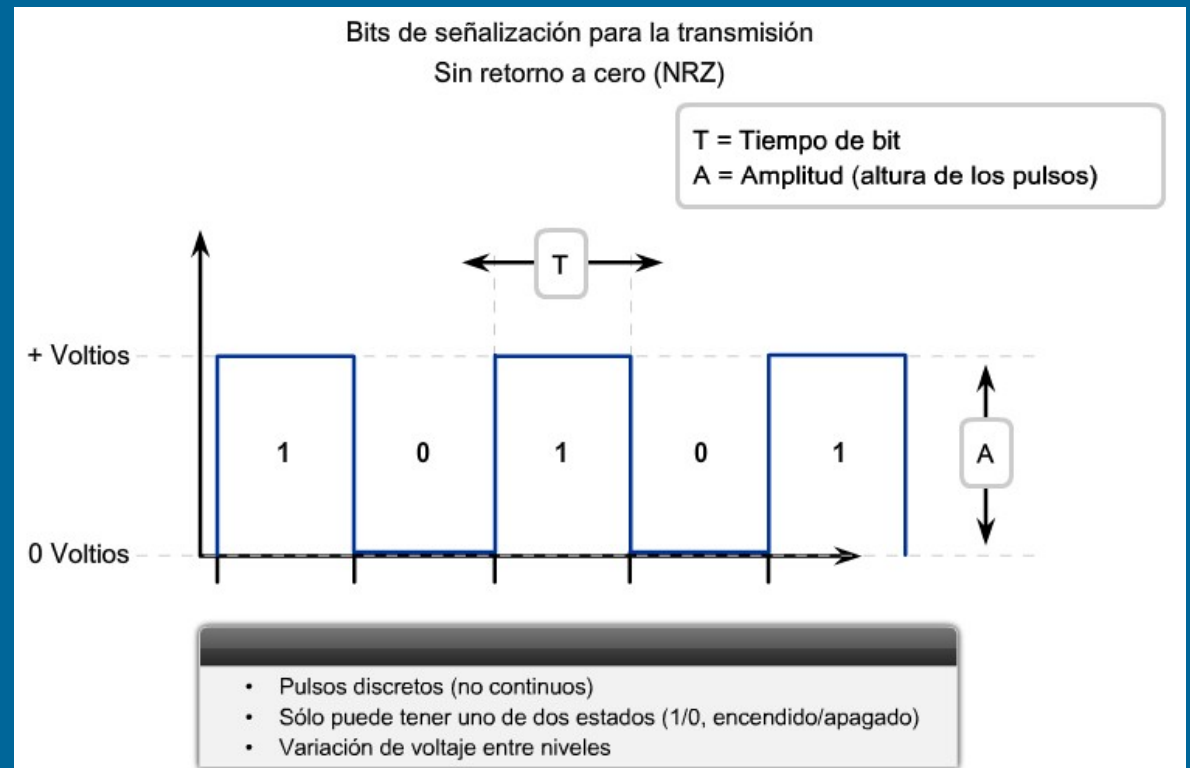 Bits de señalización para la transmisión
Sin retorno a cero (NRZ)
T = Tiempo de bit
A = Amplitud (altura de los pulsos)
T
+ Voltios
1 0 1 0 1
A
0 Voltios
• Pulsos discretos (no continuos)
• Sólo puede tener uno de dos estados (1/0, encendido/apagado)
• Variación de voltaje entre niveles